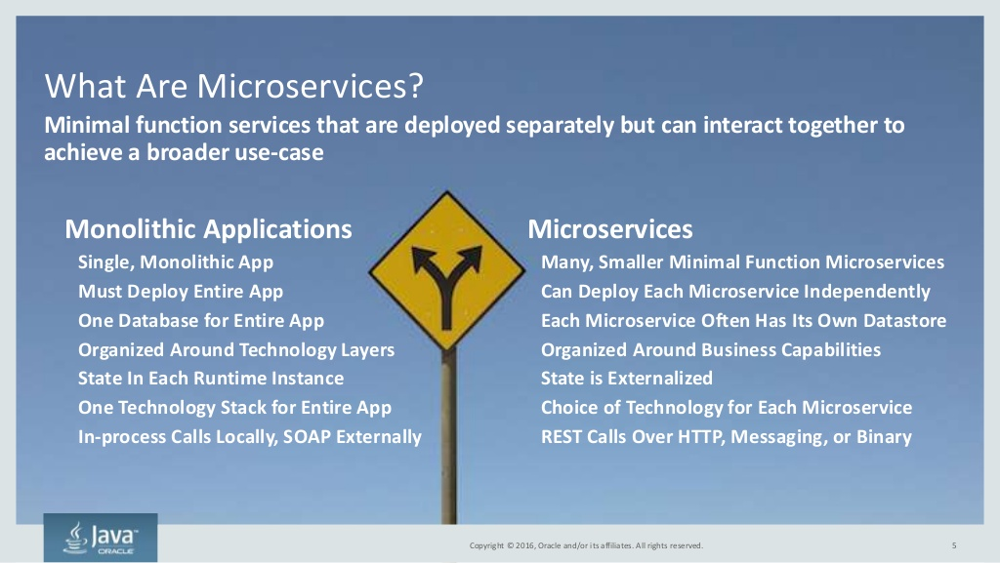 What Are Microservices?
Minimal function services that are deployed separately but can interact together to
achieve a broader use-case
Monolithic Applications
Single, Monolithic App
Must Deploy Entire App
One Database for Entire App
Organized Around Technology Layers
State In Each Runtime Instance
One Technology Stack for Entire App
In-process Calls Locally, SOAP Externally
Microservices
Many, Smaller Minimal Function Microservices
Can Deploy Each Microservice Independently
Each Microservice Often Has Its Own Datastore
Organized Around Business Capabilities
State is Externalized
Choice of Technology for Each Microservice
REST Calls Over HTTP, Messaging, or Binary
Java™
ORACLE
Copyright © 2016, Oracle and/or its affiliates. All rights reserved.
5